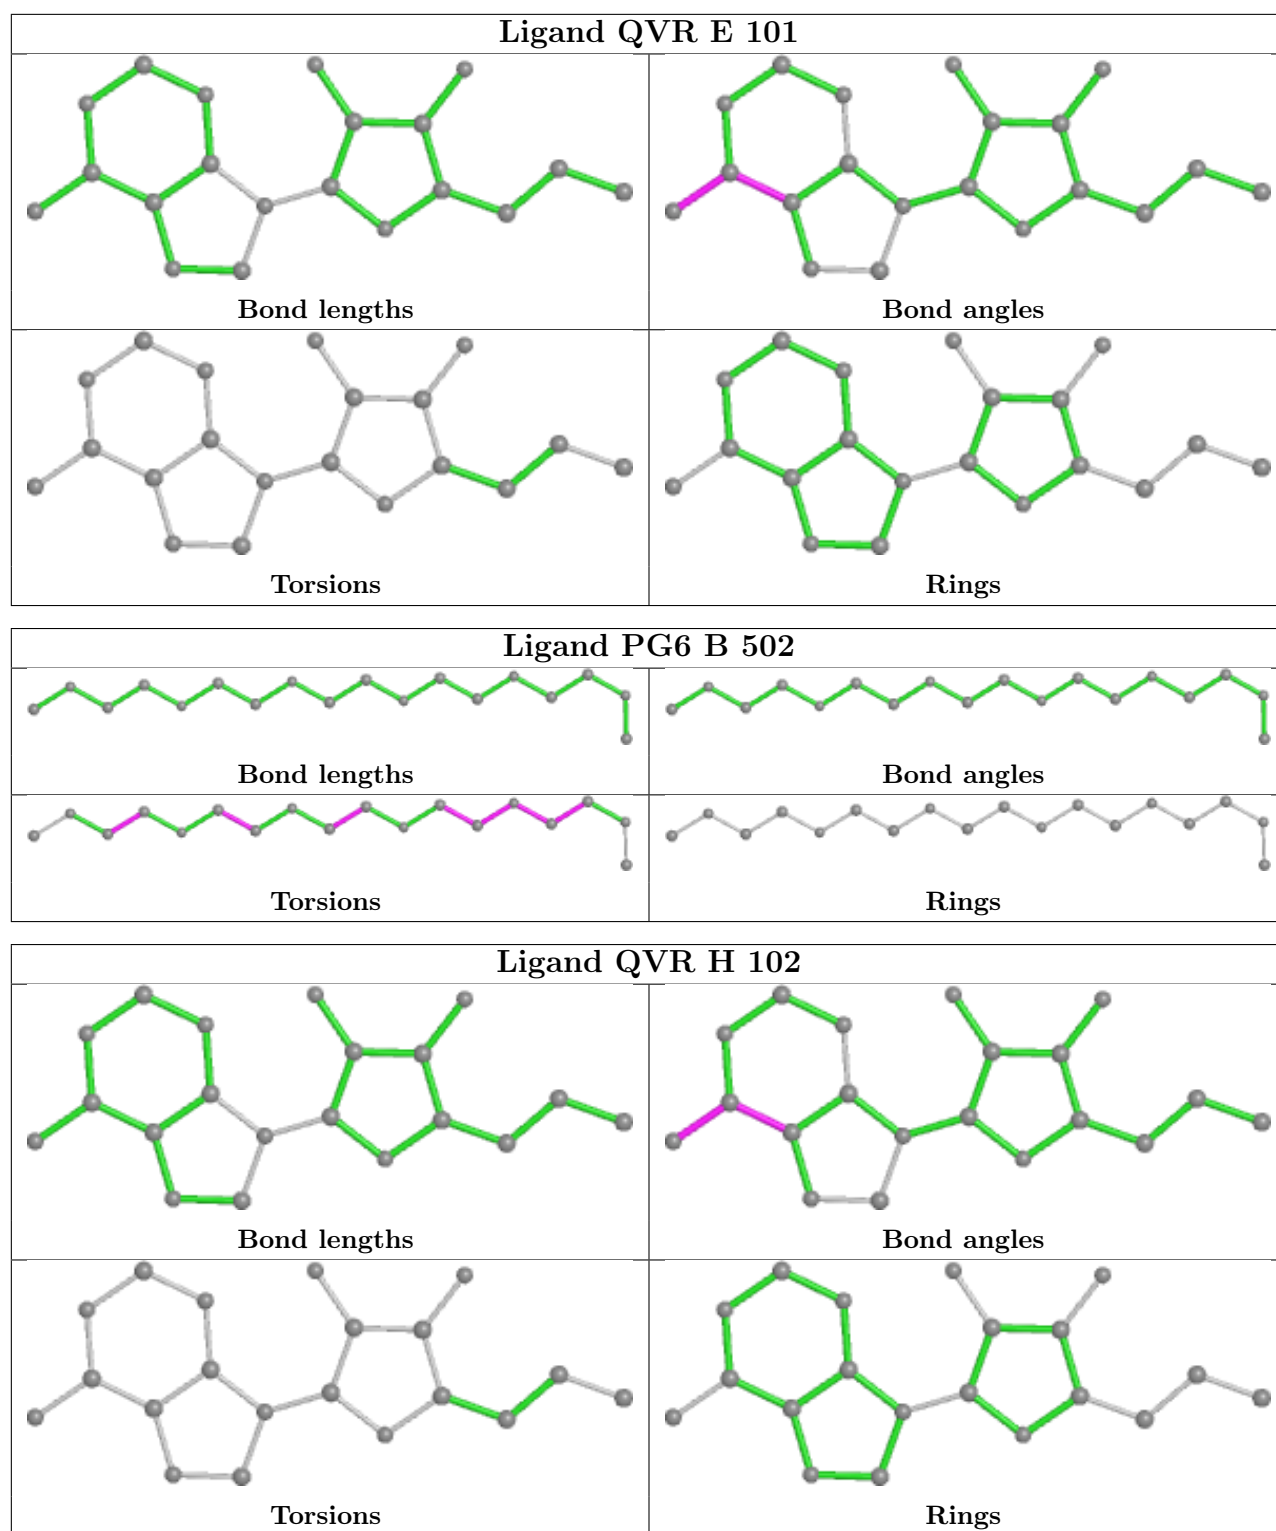 Ligand QVR E 101
Bond lengths
Bond angles
Torsions
Rings
Ligand PG6 B 502
Bond lengths
Bond angles
Torsions
Rings
Ligand QVR H 102
Bond lengths
Bond angles
Torsions
Rings